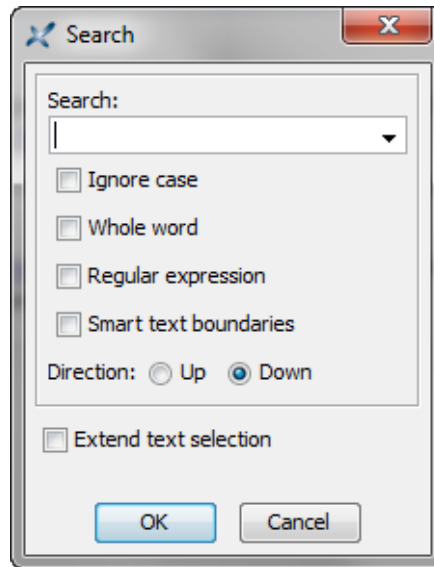 Search
Search:
Ignore case
Whole word
Regular expression
Smart text boundaries
Direction: Up Down
Extend text selection
OK Cancel